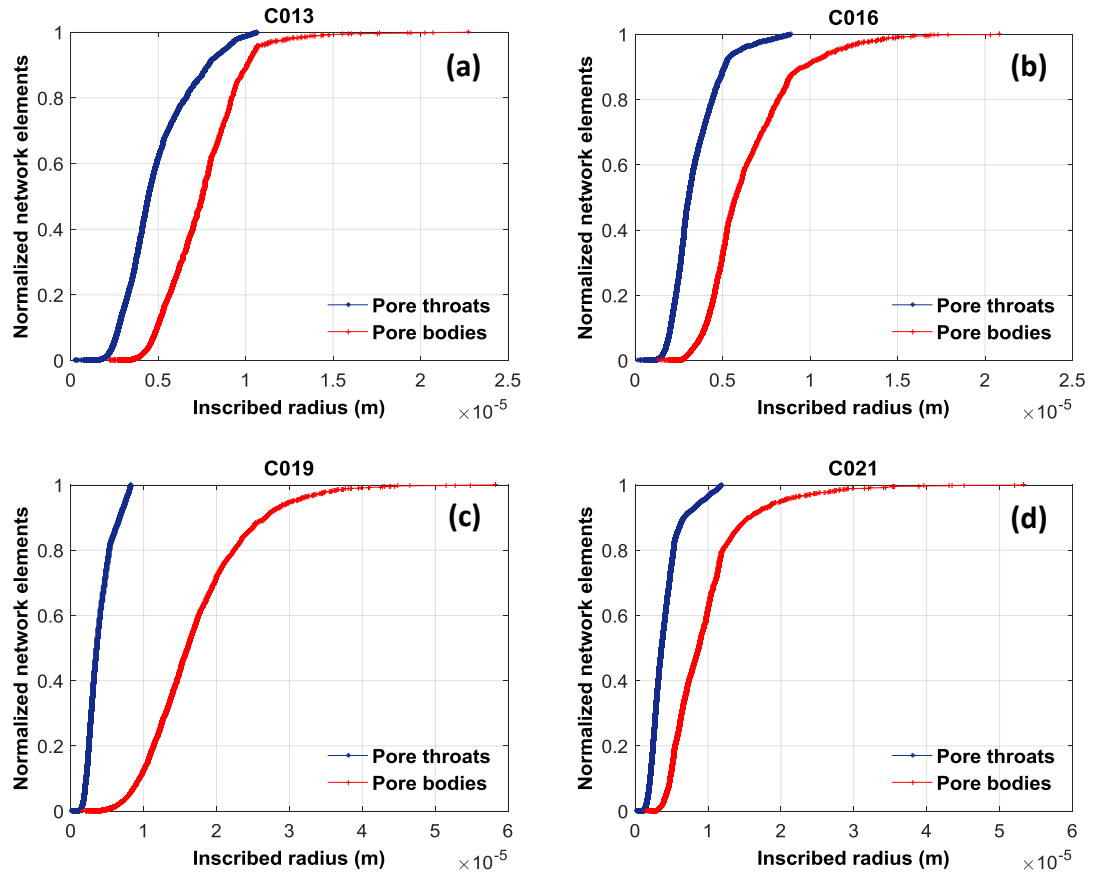 C013
(a)
Normalized network elements
1
0.8
0.6
0.4
0.2
0
Pore throats
Pore bodies
0 0.5 1 1.5 2 2.5
Inscribed radius (m)
×10-5
C016
(b)
Normalized network elements
1
0.8
0.6
0.4
0.2
0
Pore throats
Pore bodies
0 0.5 1 1.5 2 2.5
Inscribed radius (m)
×10-5
C019
(c)
Normalized network elements
1
0.8
0.6
0.4
0.2
0
Pore throats
Pore bodies
0 1 2 3 4 5 6
Inscribed radius (m)
×10-5
C021
(d)
Normalized network elements
1
0.8
0.6
0.4
0.2
0
Pore throats
Pore bodies
0 1 2 3 4 5 6
Inscribed radius (m)
×10-5